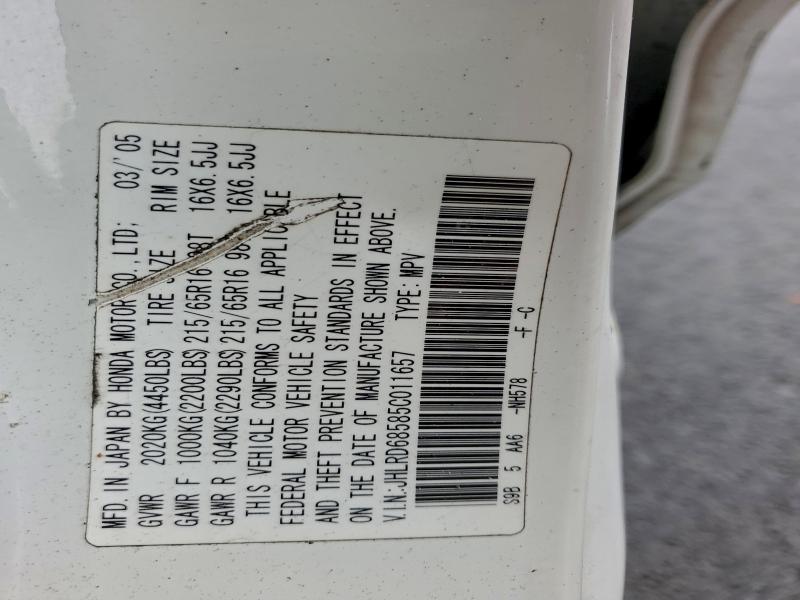 MFD. IN JAPAN BY HONDA MOTOR CO., LTD; 03/'05
GVWR 2020KG(4450LBS) TIRE SIZE RIM SIZE
GAWR F 1000KG(2200LBS) 215/65R16 98T 16X6.5JJ
GAWR R 1040KG(2290LBS) 215/65R16 98T 16X6.5JJ
THIS VEHICLE CONFORMS TO ALL APPLICABLE
FEDERAL MOTOR VEHICLE SAFETY
AND THEFT PREVENTION STANDARDS IN EFFECT
ON THE DATE OF MANUFACTURE SHOWN ABOVE.
V.I.N:JHLRD68585C011657 TYPE: MPV
S9B 5 AA6 -NH578 -F -C